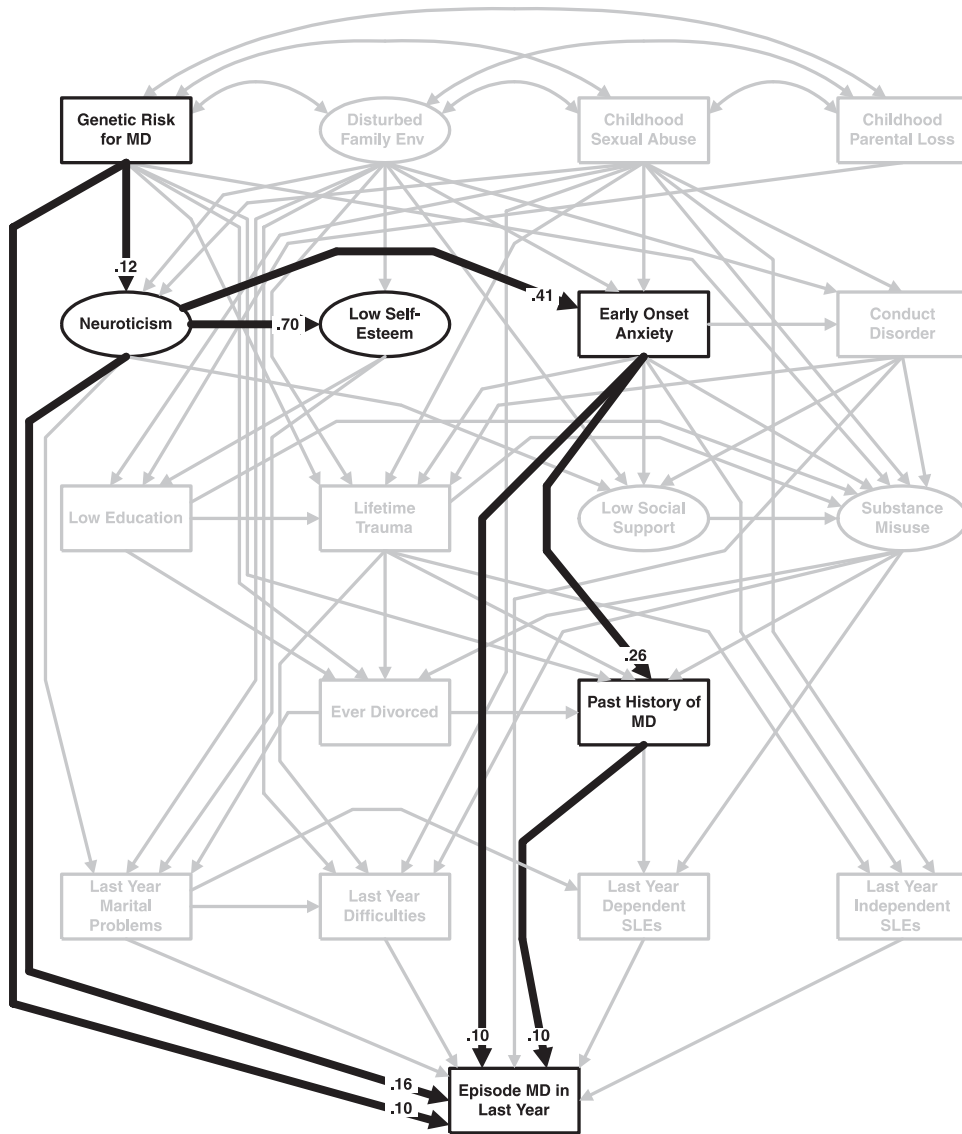 Genetic Risk
for MD
Disturbed
Family Env
Childhood
Sexual Abuse
Childhood
Parental Loss
.12
Neuroticism
.70
Low Self-
Esteem
.41
Early Onset
Anxiety
Conduct
Disorder
Low Education
Lifetime
Trauma
Low Social
Support
Substance
Misuse
.26
Ever Divorced
Past History of
MD
Last Year
Marital
Problems
Last Year
Difficulties
Last Year
Dependent
SLEs
Last Year
Independent
SLEs
.10
.10
.16
.10
Episode MD in
Last Year